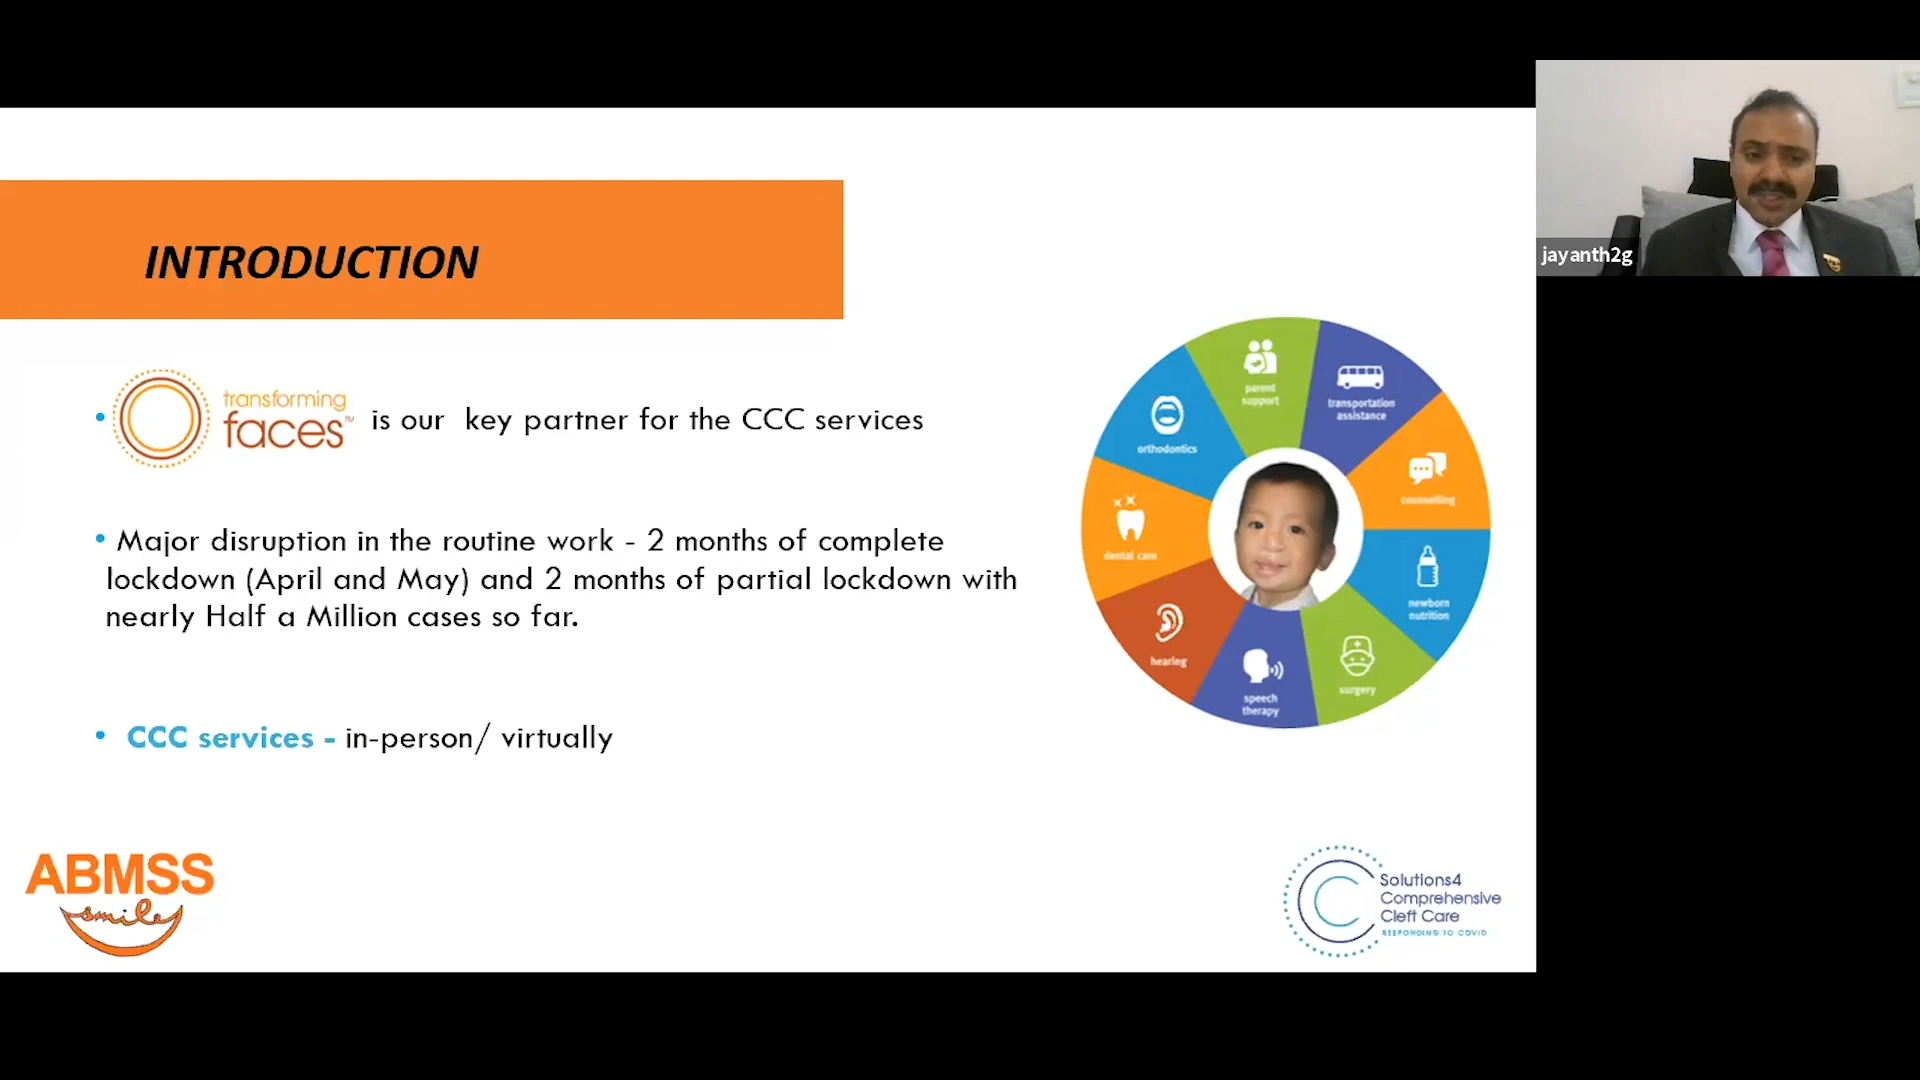 INTRODUCTION
transforming
faces™
is our key partner for the CCC services
Major disruption in the routine work - 2 months of complete
lockdown (April and May) and 2 months of partial lockdown with
nearly Half a Million cases so far.
CCC services - in-person/ virtually
parent
support
transportation
assistance
counselling
newborn
nutrition
surgery
speech
therapy
hearing
dental care
orthodontics
ABMSS
smile
Solutions4
Comprehensive
Cleft Care
RESPONDING TO COVID
jayanth2g